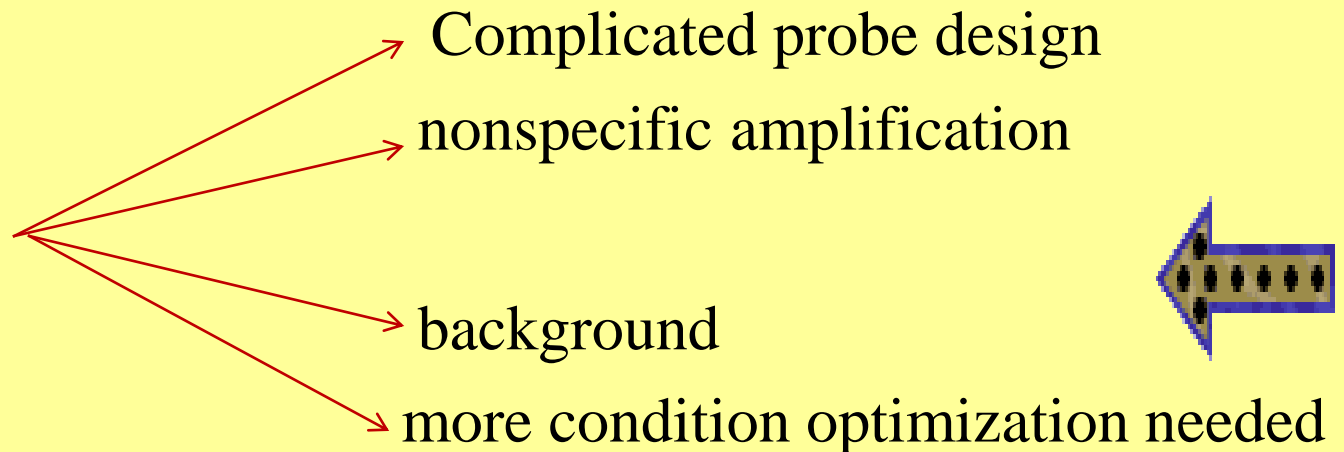 Complicated probe design
nonspecific amplification
background
more condition optimization needed